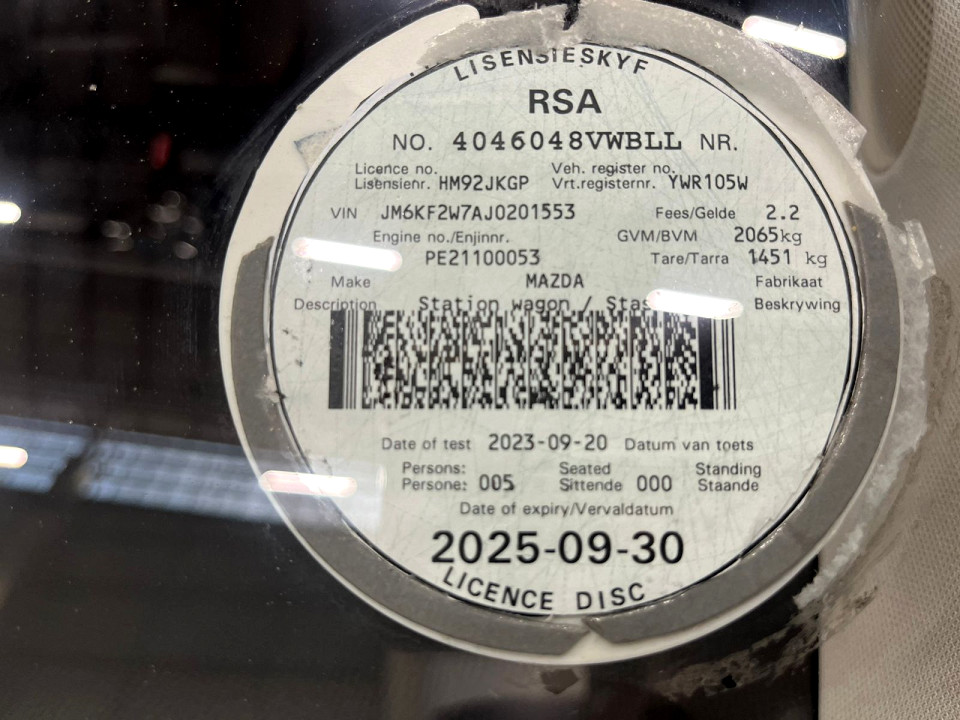 LISENSIESKYF
RSA
NO. 4046048VWBLL NR.
Licence no. Veh. register no.
Lisensienr. HM92JKGP Vrt.registernr. YWR105W
VIN JM6KF2W7AJ0201553 Fees/Gelde 2.2
Engine no./Enjinnr. GVM/BVM 2065kg
PE21100053 Tare/Tarra 1451 kg
Make MAZDA Fabrikaat
Description Station wagon / Beskrywing
Date of test 2023-09-20 Datum van toets
Persons: Seated Standing
Persone: 005 Sittende 000 Staande
Date of expiry/Vervaldatum
2025-09-30
LICENCE DISC